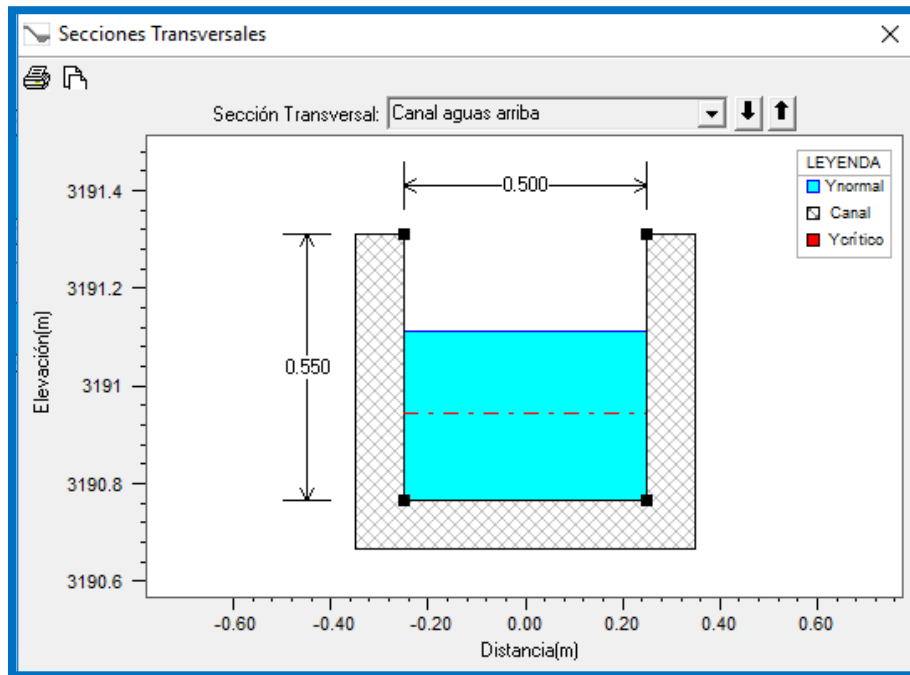 Secciones Transversales
Sección Transversal: Canal aguas arriba
LEYENDA
Ynormal
Canal
Ycrítico
0.500
0.550
Elevación(m)
3191.4
3191.2
3191
3190.8
3190.6
-0.60 -0.40 -0.20 0.00 0.20 0.40 0.60
Distancia(m)